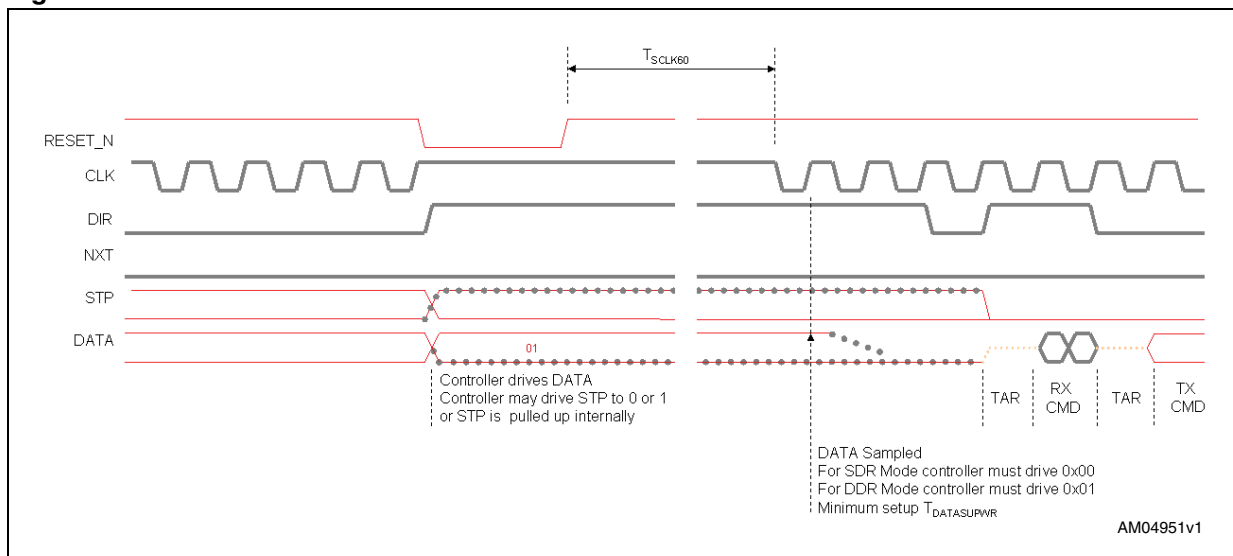 T_SCLK60
RESET_N
CLK
DIR
NXT
STP
DATA
01
Controller drives DATA
Controller may drive STP to 0 or 1
or STP is pulled up internally
TAR
RX
CMD
TAR
TX
CMD
DATA Sampled
For SDR Mode controller must drive 0x00
For DDR Mode controller must drive 0x01
Minimum setup T_DATASUPWR
AM04951v1